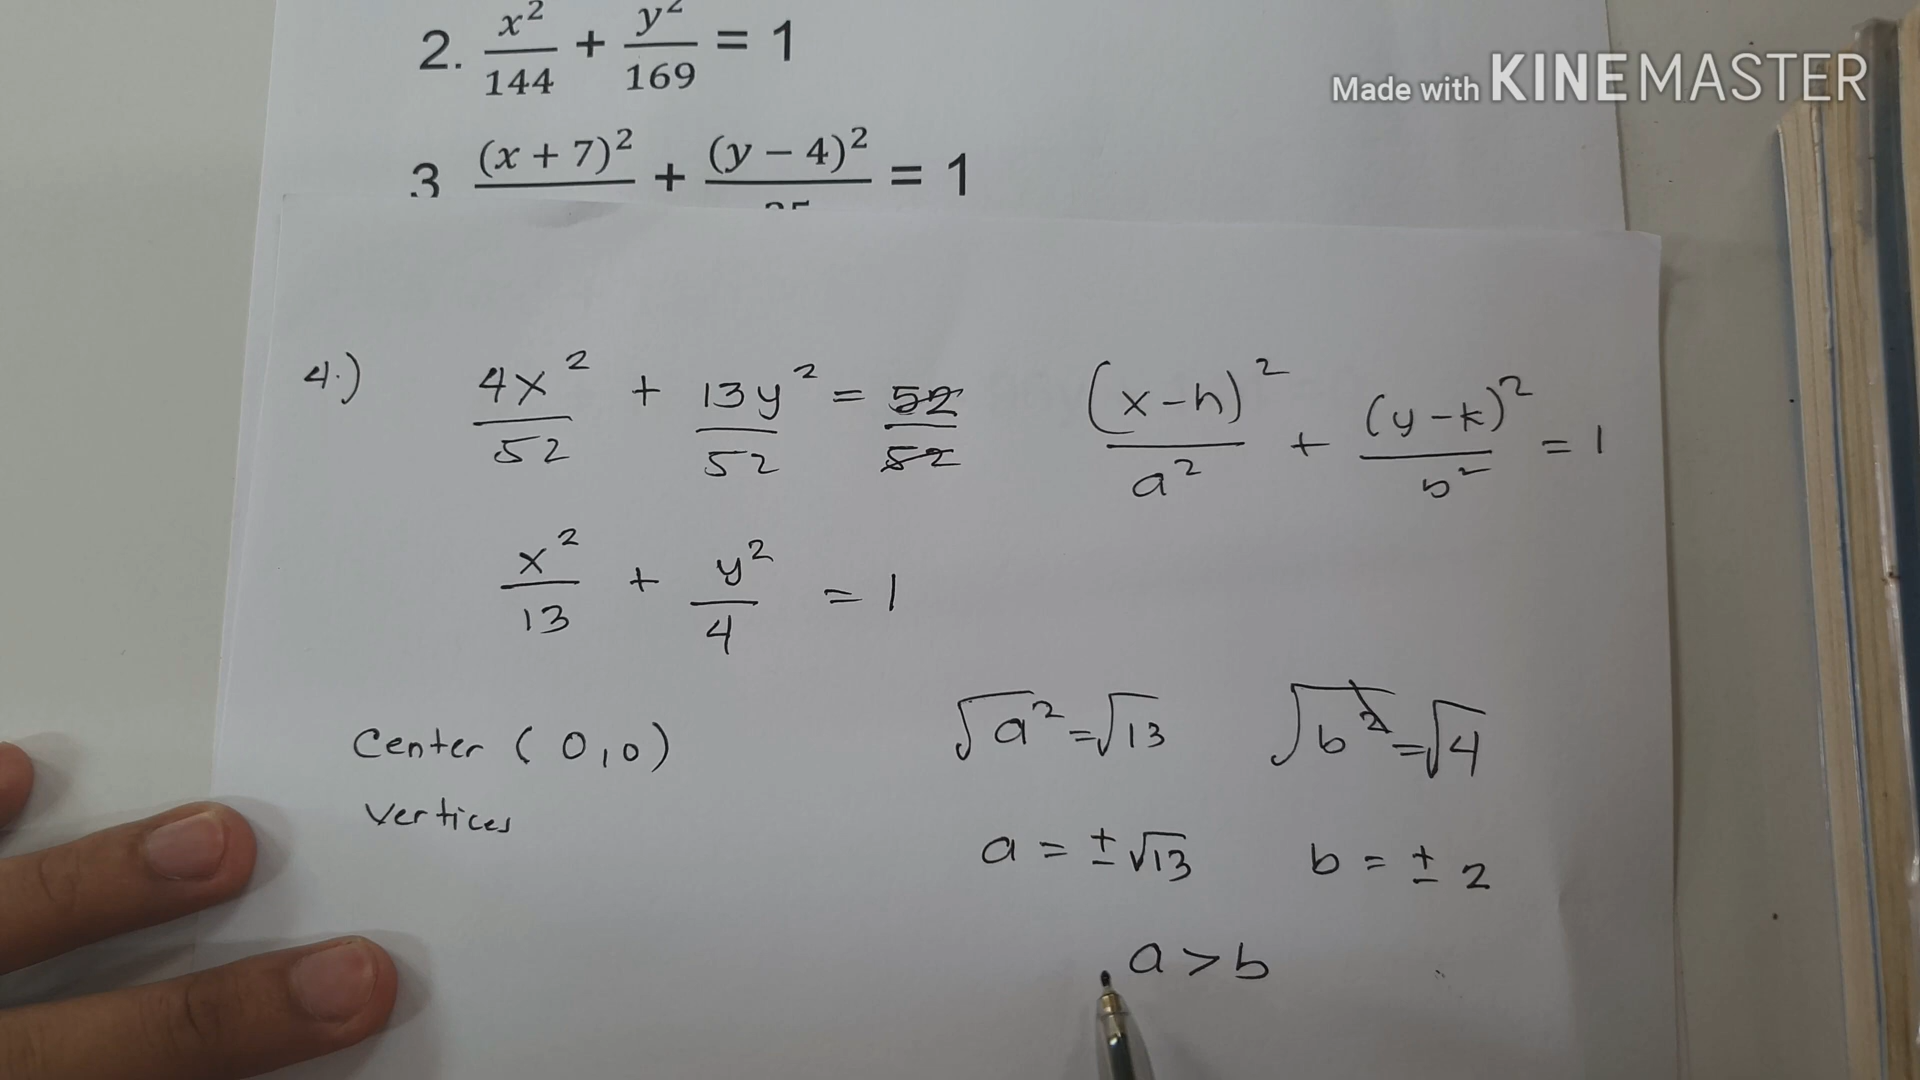 2. x²/144 + y²/169 = 1
Made with KINEMASTER
3 (x + 7)² + (y − 4)² = 1
4.) 4x²/52 + 13y²/52 = 52/52
(x-h)²/a² + (y-k)²/b² = 1
x²/13 + y²/4 = 1
Center (0,0)
√a² = √13
√b² = √4
Vertices
a = ± √13
b = ± 2
a > b